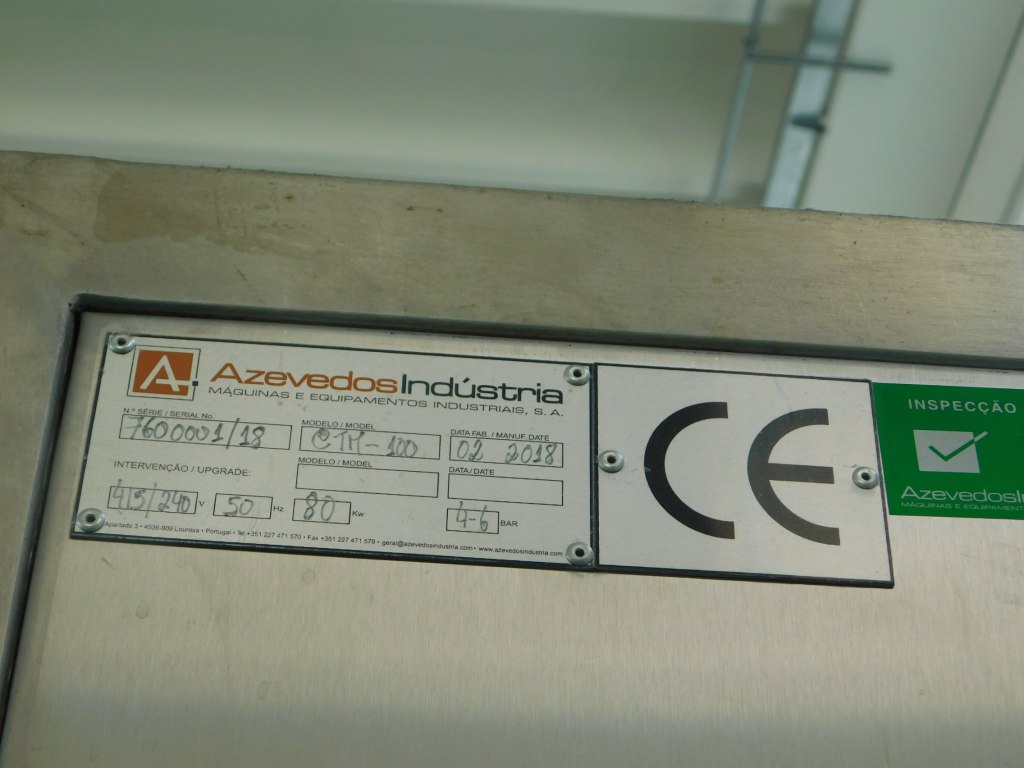 A.
AzevedosIndústria
MÁQUINAS E EQUIPAMENTOS INDUSTRIAIS, S. A.
N.º SÉRIE / SERIAL No.
7600001/18
MODELO / MODEL
CTM-100
DATA FAB. / MANUF. DATE
02 2018
INTERVENÇÃO / UPGRADE:
MODELO / MODEL
DATA / DATE
415/240 V 50 Hz 80 Kw 4-6 BAR
Apartado 3 • 4536-909 Lourosa • Portugal • Tel.+351 227 471 570 • Fax +351 227 471 579 • geral@azevedosindustria.com • www.azevedosindustria.com
CE
INSPECÇÃO
AzevedosI
MÁQUINAS E EQUIPAMENT